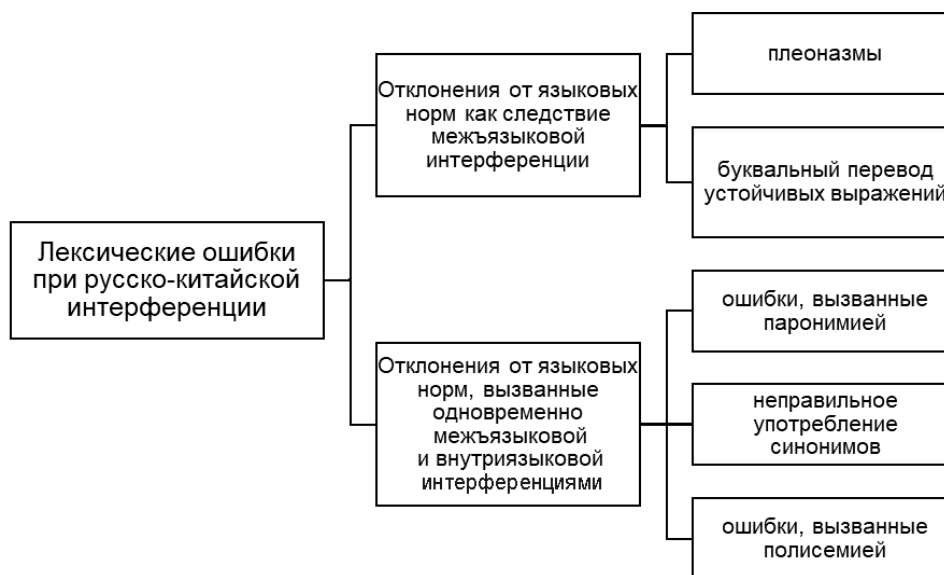 Лексические ошибки
при русско-китайской
интерференции
Отклонения от языковых
норм как следствие
межъязыковой
интерференции
плеоназмы
буквальный перевод
устойчивых выражений
Отклонения от языковых
норм, вызванные
одновременно
межъязыковой
и внутриязыковой
интерференциями
ошибки, вызванные
паронимией
неправильное
употребление
синонимов
ошибки, вызванные
полисемией